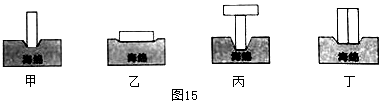 海绵 海绵 海绵 海绵
甲 乙 丙 丁
图15